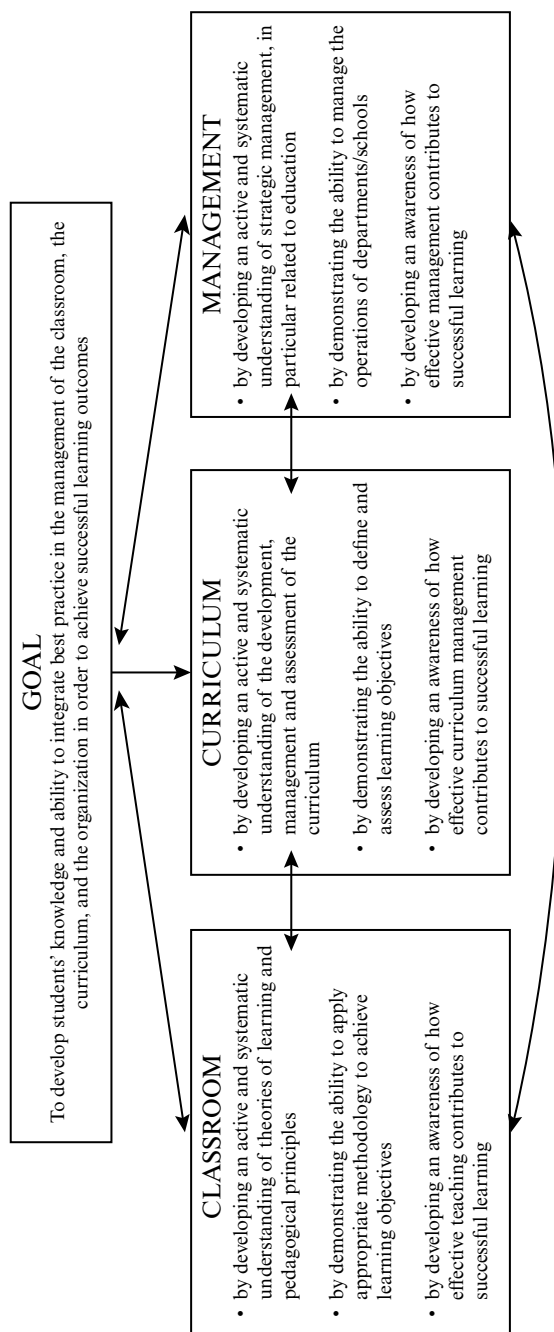 GOAL
To develop students’ knowledge and ability to integrate best practice in the management of the classroom, the
curriculum, and the organization in order to achieve successful learning outcomes
CLASSROOM
• by developing an active and systematic
understanding of theories of learning and
pedagogical principles
• by demonstrating the ability to apply
appropriate methodology to achieve
learning objectives
• by developing an awareness of how
effective teaching contributes to
successful learning
CURRICULUM
• by developing an active and systematic
understanding of the development,
management and assessment of the
curriculum
• by demonstrating the ability to define and
assess learning objectives
• by developing an awareness of how
effective curriculum management
contributes to successful learning
MANAGEMENT
• by developing an active and systematic
understanding of strategic management, in
particular related to education
• by demonstrating the ability to manage the
operations of departments/schools
• by developing an awareness of how
effective management contributes to
successful learning